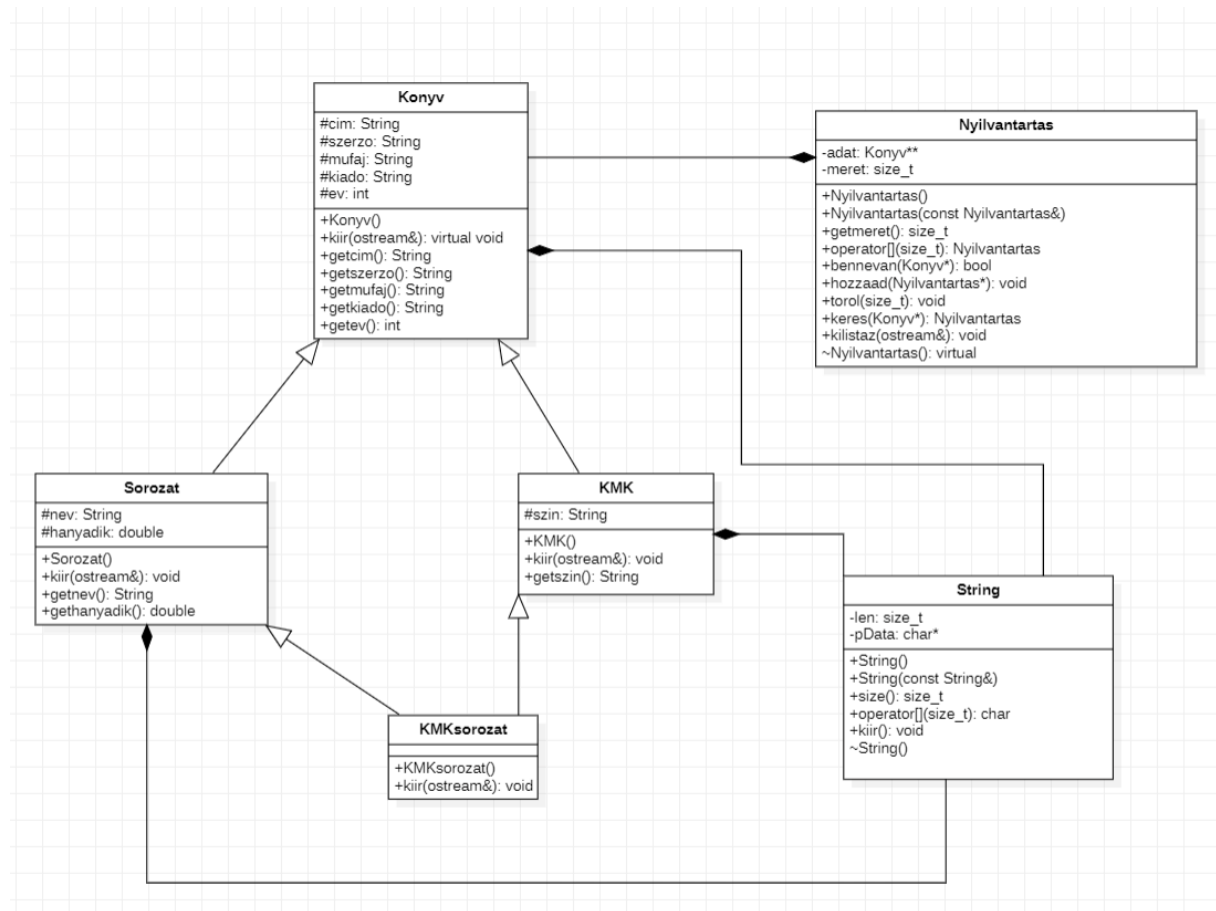 Konyv
#cim: String
#szerzo: String
#mufaj: String
#kiado: String
#ev: int
+Konyv()
+kiir(ostream&): virtual void
+getcim(): String
+getszerzo(): String
+getmufaj(): String
+getkiado(): String
+getev(): int
Nyilvantartas
-adat: Konyv**
-meret: size_t
+Nyilvantartas()
+Nyilvantartas(const Nyilvantartas&)
+getmeret(): size_t
+operator[](size_t): Nyilvantartas
+bennevan(Konyv*): bool
+hozzaad(Nyilvantartas*): void
+torol(size_t): void
+keres(Konyv*): Nyilvantartas
+kilistaz(ostream&): void
~Nyilvantartas(): virtual
Sorozat
#nev: String
#hanyadik: double
+Sorozat()
+kiir(ostream&): void
+getnev(): String
+gethanyadik(): double
KMK
#szin: String
+KMK()
+kiir(ostream&): void
+getszin(): String
String
-len: size_t
-pData: char*
+String()
+String(const String&)
+size(): size_t
+operator[](size_t): char
+kiir(): void
~String()
KMKsorozat
+KMKsorozat()
+kiir(ostream&): void